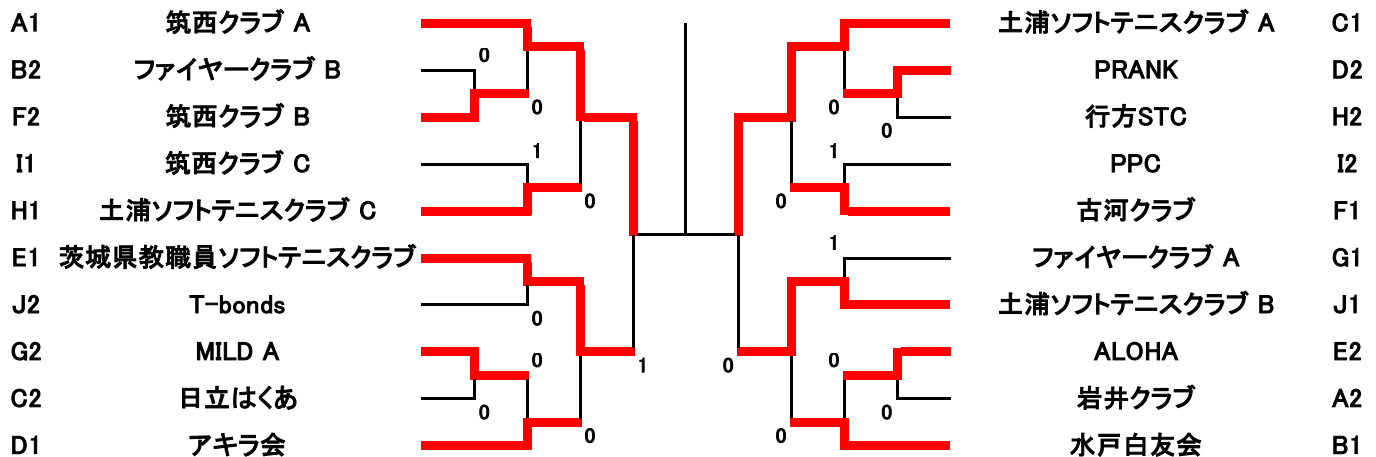 A1 筑西クラブ A
B2 ファイヤークラブ B
F2 筑西クラブ B
I1 筑西クラブ C
H1 土浦ソフトテニスクラブ C
E1 茨城県教職員ソフトテニスクラブ
J2 T-bonds
G2 MILD A
C2 日立はくあ
D1 アキラ会
0
0
1
0
0
0
0
0
1
土浦ソフトテニスクラブ A C1
PRANK D2
行方STC H2
PPC I2
古河クラブ F1
ファイヤークラブ A G1
土浦ソフトテニスクラブ B J1
ALOHA E2
岩井クラブ A2
水戸白友会 B1
0
0
1
0
1
0
0
0
0